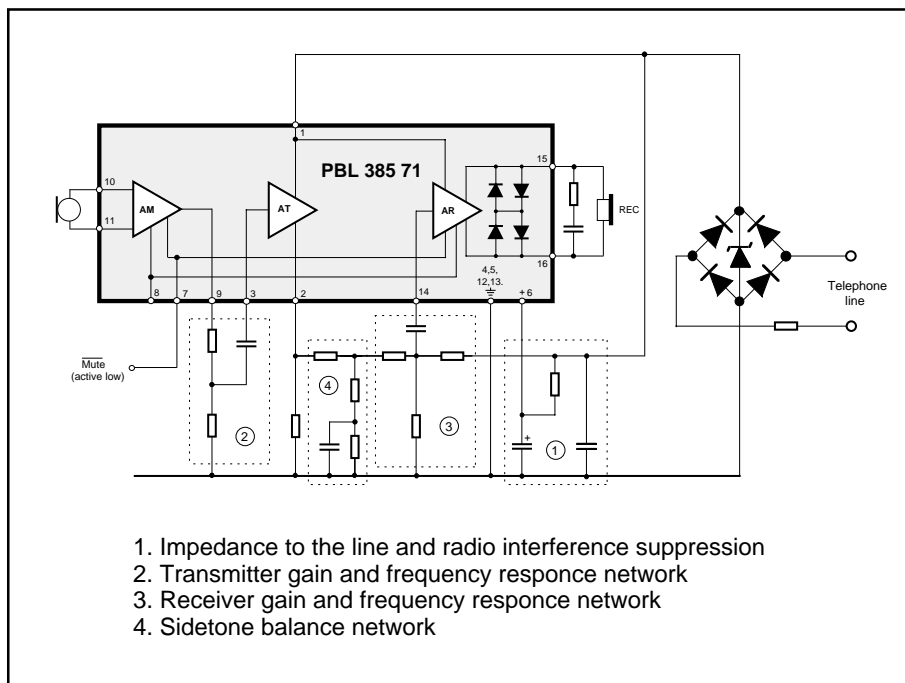 1
PBL 385 71
15
10
AM
AT
AR
REC
11
16
4,5,
12,13.
8
7
9
3
2
14
+ 6
Telephone
line
Mute
(active low)
4
2
3
+
1
1. Impedance to the line and radio interference suppression
2. Transmitter gain and frequency responce network
3. Receiver gain and frequency responce network
4. Sidetone balance network